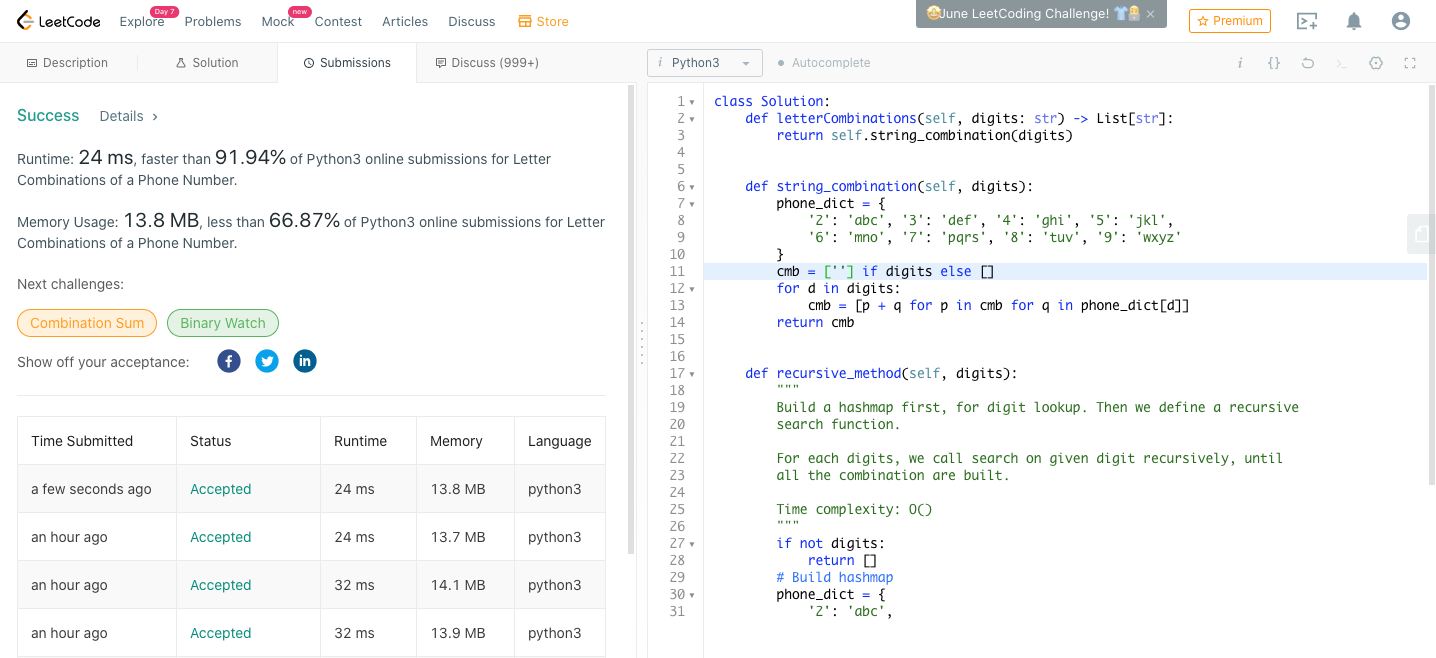 LeetCode Explore Day 7 Problems Mock new Contest Articles Discuss Store June LeetCoding Challenge! × Premium
Description Solution Submissions Discuss (999+) i Python3 Autocomplete i {}
Success Details
Runtime: 24 ms, faster than 91.94% of Python3 online submissions for Letter
Combinations of a Phone Number.
Memory Usage: 13.8 MB, less than 66.87% of Python3 online submissions for Letter
Combinations of a Phone Number.
Next challenges:
Combination Sum Binary Watch
Show off your acceptance: f in
Time Submitted Status Runtime Memory Language
a few seconds ago Accepted 24 ms 13.8 MB python3
an hour ago Accepted 24 ms 13.7 MB python3
an hour ago Accepted 32 ms 14.1 MB python3
an hour ago Accepted 32 ms 13.9 MB python3
1 class Solution:
2     def letterCombinations(self, digits: str) -> List[str]:
3         return self.string_combination(digits)
4
5
6     def string_combination(self, digits):
7         phone_dict = {
8             '2': 'abc', '3': 'def', '4': 'ghi', '5': 'jkl',
9             '6': 'mno', '7': 'pqrs', '8': 'tuv', '9': 'wxyz'
10         }
11         cmb = [''] if digits else []
12         for d in digits:
13             cmb = [p + q for p in cmb for q in phone_dict[d]]
14         return cmb
15
16
17     def recursive_method(self, digits):
18         """
19         Build a hashmap first, for digit lookup. Then we define a recursive
20         search function.
21
22         For each digits, we call search on given digit recursively, until
23         all the combination are built.
24
25         Time complexity: O()
26         """
27         if not digits:
28             return []
29         # Build hashmap
30         phone_dict = {
31             '2': 'abc',